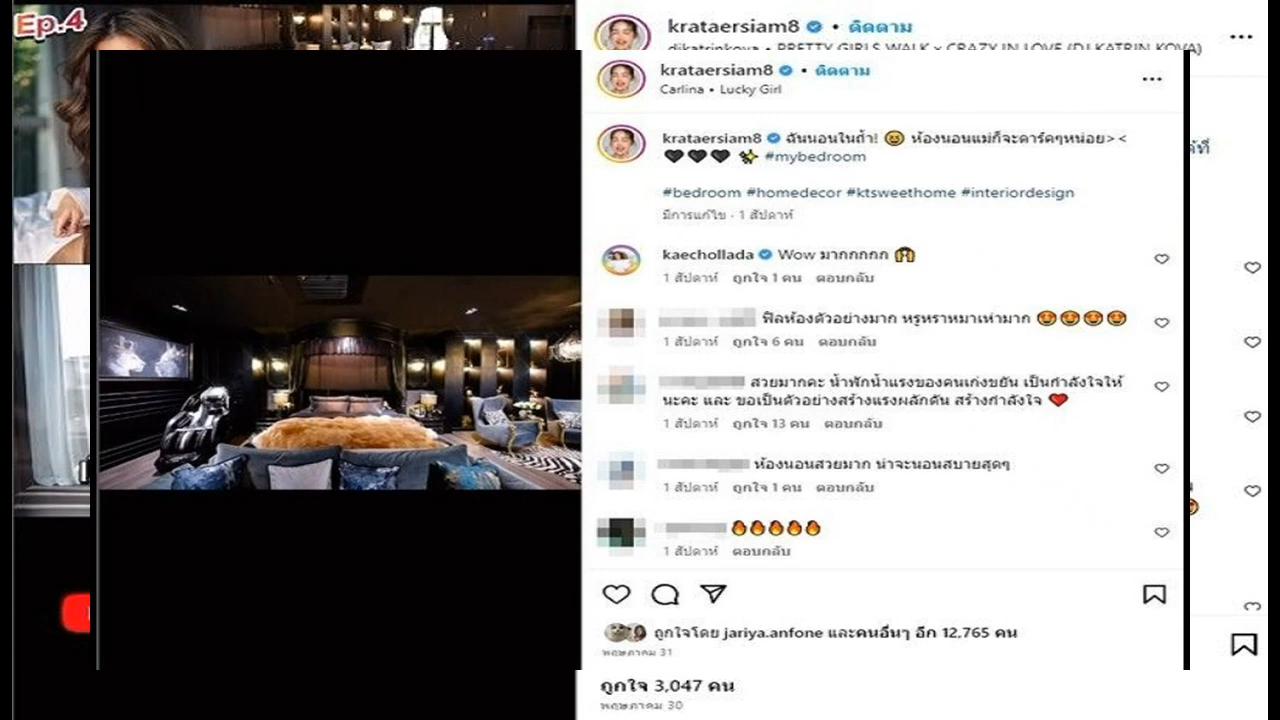 Ep.4
krataersiam8 • ติดตาม
djkatrinkova • PRETTY GIRLS WALK x CRAZY IN LOVE (DJ KATRIN KOVA)
krataersiam8 • ติดตาม
Carlina • Lucky Girl
krataersiam8 ฉันนอนในถ้ำ! 😆 ห้องนอนแม่ก็จะดาร์คๆหน่อย> <
🖤🖤🖤 ✨ #mybedroom
#bedroom #homedecor #ktsweethome #interiordesign
มีการแก้ไข · 1 สัปดาห์
kaechollada Wow มากกกกก 🙌
1 สัปดาห์ ถูกใจ 1 คน ตอบกลับ
ฟิลห้องตัวอย่างมาก หรูหราหมาเห่ามาก 🥰🥰🥰🥰
1 สัปดาห์ ถูกใจ 6 คน ตอบกลับ
สวยมากคะ น้ำพักน้ำแรงของคนเก่งขยัน เป็นกำลังใจให้
นะคะ และ ขอเป็นตัวอย่างสร้างแรงผลักดัน สร้างกำลังใจ ❤️
1 สัปดาห์ ถูกใจ 13 คน ตอบกลับ
ห้องนอนสวยมาก น่าจะนอนสบายสุดๆ
1 สัปดาห์ ถูกใจ 1 คน ตอบกลับ
🔥🔥🔥🔥🔥
1 สัปดาห์ ตอบกลับ
ถูกใจโดย jariya.anfone และคนอื่นๆ อีก 12,765 คน
พฤษภาคม 31
ถูกใจ 3,047 คน
พฤษภาคม 30